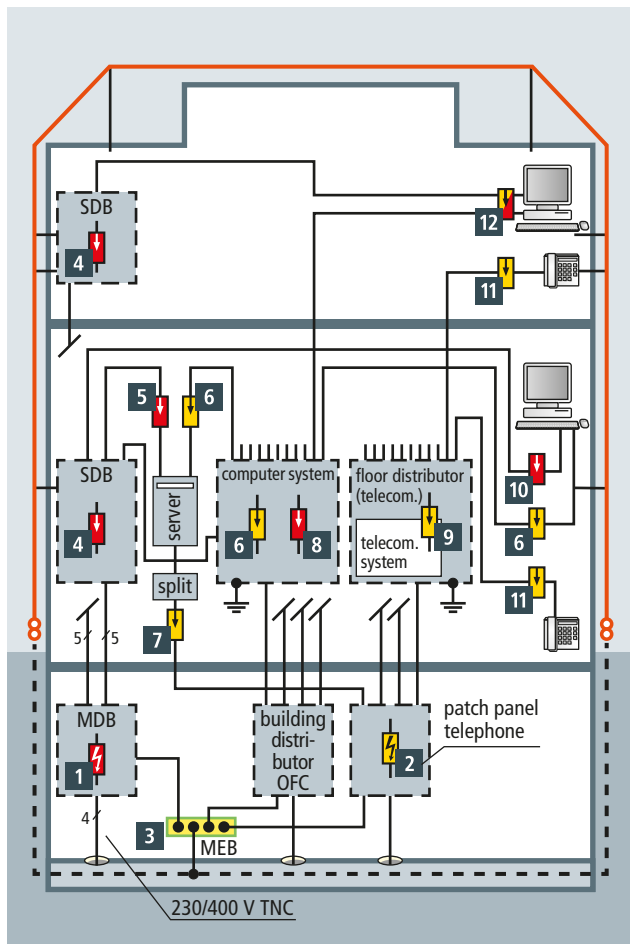 SDB
4
12
11
5
6
SDB
4
server
split
7
computer system
6
8
floor distributor
(telecom.)
9
telecom.
system
10
6
11
5
5
MDB
1
4
3
MEB
building
distri-
butor
OFC
2
patch panel
telephone
230/400 V TNC